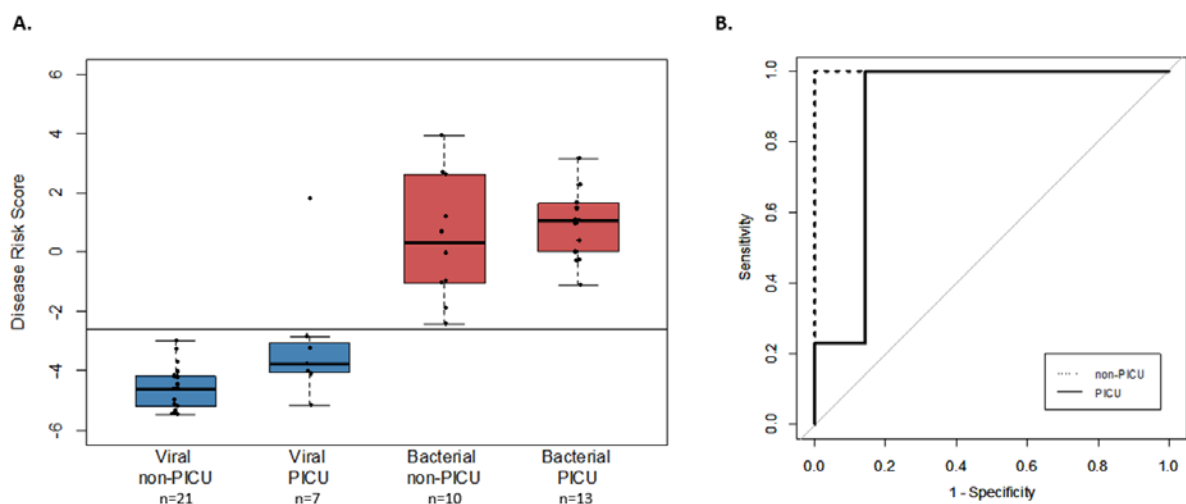 A.
Disease Risk Score
6
4
2
0
-2
-4
-6
Viral
non-PICU
n=21
Viral
PICU
n=7
Bacterial
non-PICU
n=10
Bacterial
PICU
n=13
B.
Sensitivity
1.0
0.8
0.6
0.4
0.2
0.0
non-PICU
PICU
0.0 0.2 0.4 0.6 0.8 1.0
1 - Specificity